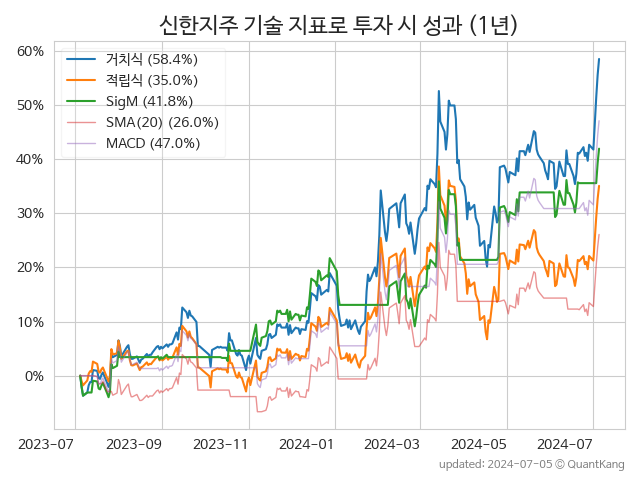 신한지주 기술 지표로 투자 시 성과 (1년)
60%
50%
40%
30%
20%
10%
0%
거치식 (58.4%)
적립식 (35.0%)
SigM (41.8%)
SMA(20) (26.0%)
MACD (47.0%)
2023-07
2023-09
2023-11
2024-01
2024-03
2024-05
2024-07
updated: 2024-07-05 © QuantKang